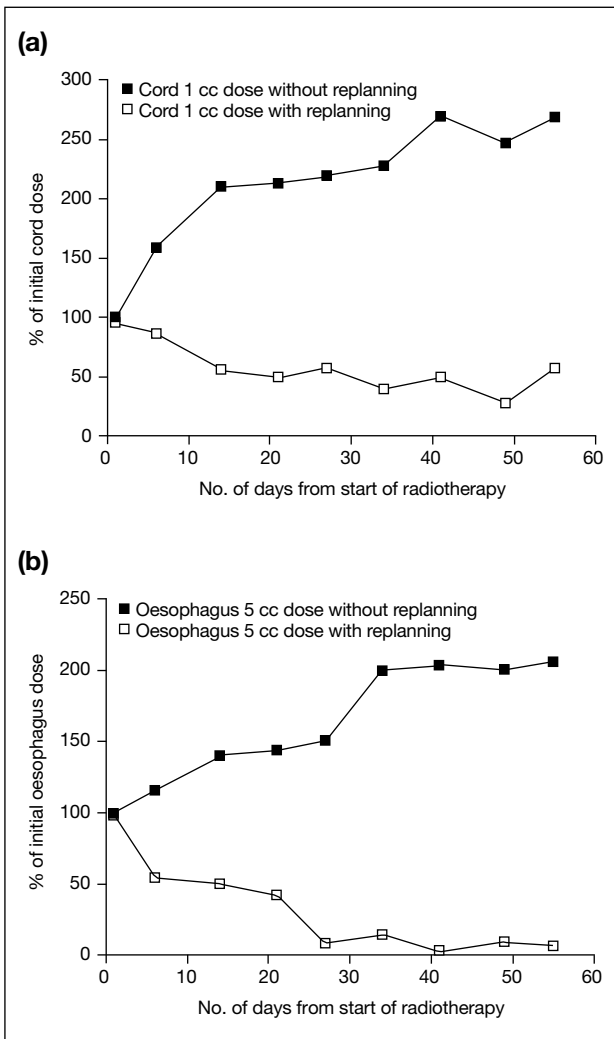 (a)
300
■ Cord 1 cc dose without replanning
□ Cord 1 cc dose with replanning
250
200
150
100
50
0
% of initial cord dose
0 10 20 30 40 50 60
No. of days from start of radiotherapy
(b)
250
■ Oesophagus 5 cc dose without replanning
□ Oesophagus 5 cc dose with replanning
200
150
100
50
0
% of initial oesophagus dose
0 10 20 30 40 50 60
No. of days from start of radiotherapy